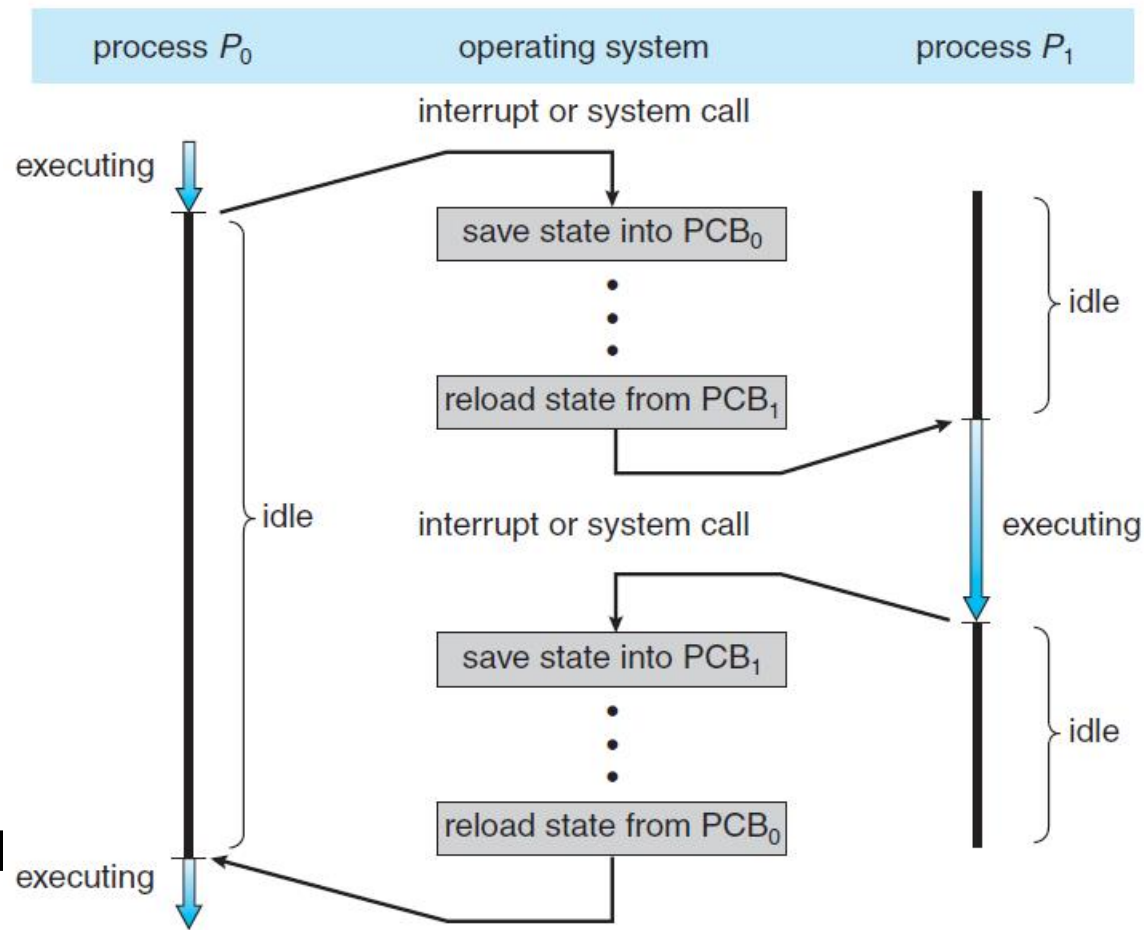 process P₀ operating system process P₁
interrupt or system call
executing
save state into PCB₀
idle
reload state from PCB₁
idle
interrupt or system call
executing
save state into PCB₁
idle
reload state from PCB₀
executing